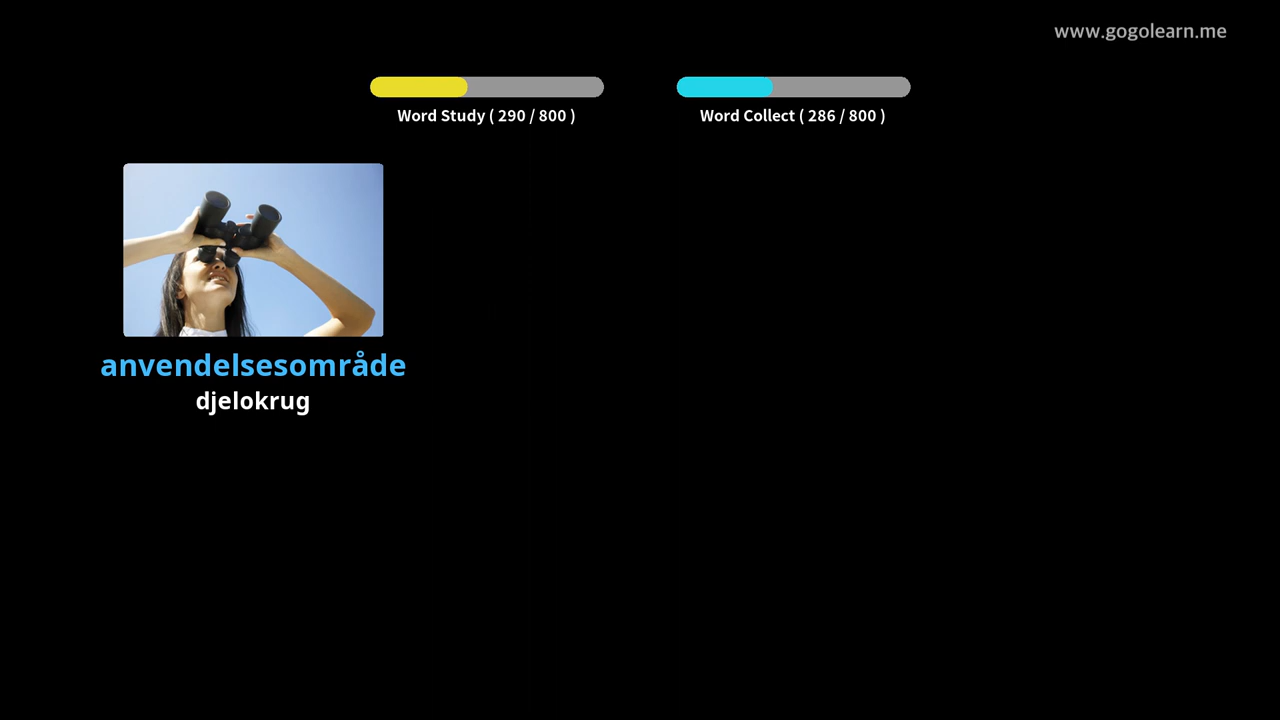 www.gogolearn.me
Word Study ( 290 / 800 )
Word Collect ( 286 / 800 )
anvendelsesområde
djelokrug